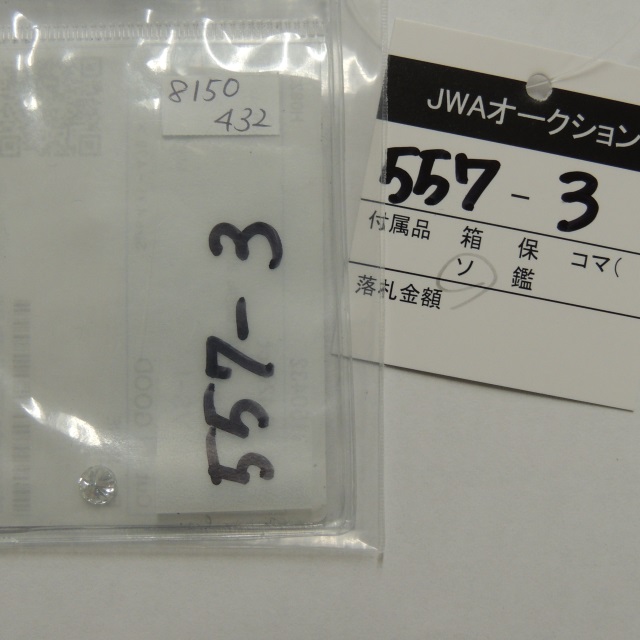 8150
432
557-3
GOOD
JWAオークション
557-3
付属品 箱 保 コマ(
ソ 鑑
落札金額